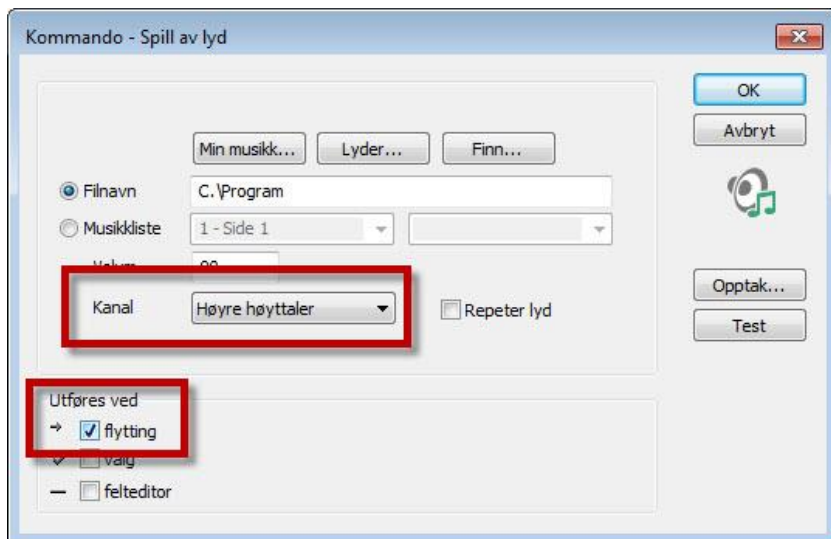 Kommando - Spill av lyd
OK
Avbryt
Min musikk... Lyder... Finn...
Filnavn C.\Program
Musikkliste 1 - Side 1
Kanal Høyre høyttaler Repeter lyd
Opptak...
Test
Utføres ved
flytting
valg
felteditor